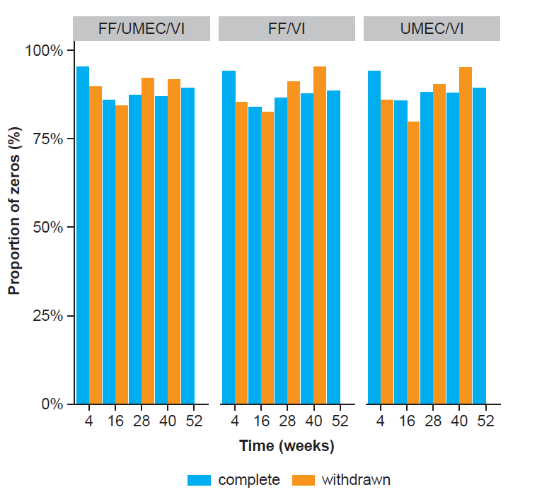 FF/UMEC/VI FF/VI UMEC/VI
100%
75%
50%
25%
0%
Proportion of zeros (%)
4 16 28 40 52 4 16 28 40 52 4 16 28 40 52
Time (weeks)
complete withdrawn